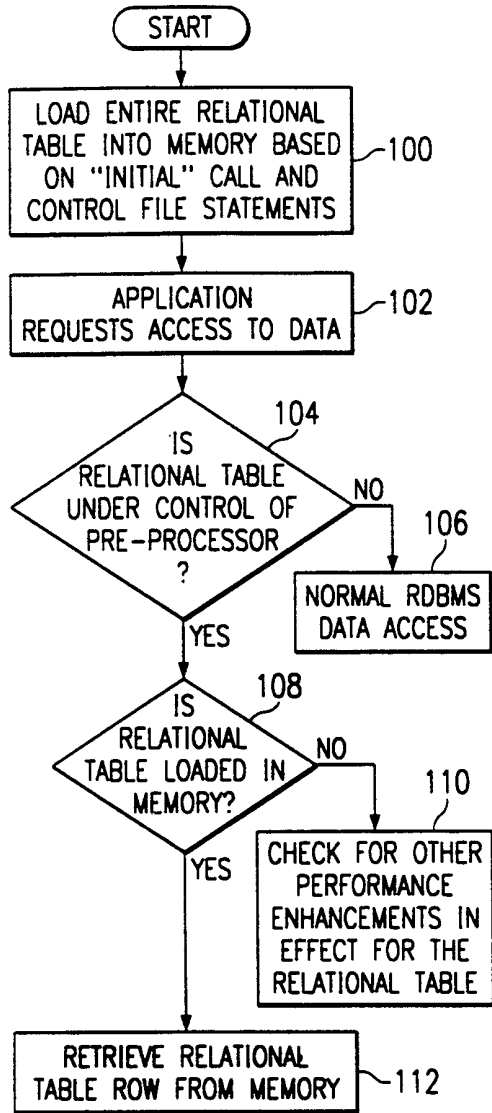 START
LOAD ENTIRE RELATIONAL
TABLE INTO MEMORY BASED
ON "INITIAL" CALL AND
CONTROL FILE STATEMENTS
100
APPLICATION
REQUESTS ACCESS TO DATA
102
104
IS
RELATIONAL TABLE
UNDER CONTROL OF
PRE-PROCESSOR
?
NO
106
NORMAL RDBMS
DATA ACCESS
YES
108
IS
RELATIONAL
TABLE LOADED IN
MEMORY?
NO
110
CHECK FOR OTHER
PERFORMANCE
ENHANCEMENTS IN
EFFECT FOR THE
RELATIONAL TABLE
YES
RETRIEVE RELATIONAL
TABLE ROW FROM MEMORY
112